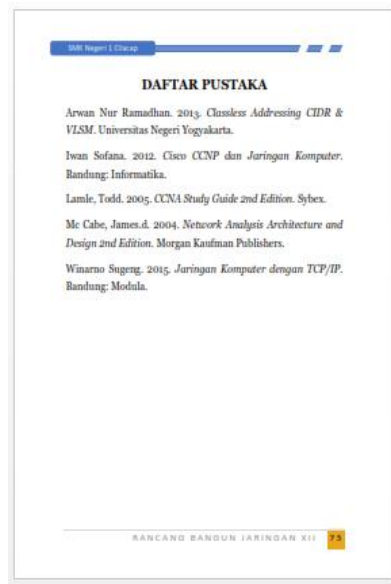 SMK Negeri 1 Cilacap
DAFTAR PUSTAKA
Arwan Nur Ramadhan. 2013. Classless Addressing CIDR &
VLSM. Universitas Negeri Yogyakarta.
Iwan Sofana. 2012. Cisco CCNP dan Jaringan Komputer.
Bandung: Informatika.
Lamle, Todd. 2005. CCNA Study Guide 2nd Edition. Sybex.
Mc Cabe, James.d. 2004. Network Analysis Architecture and
Design 2nd Edition. Morgan Kaufman Publishers.
Winarno Sugeng. 2015. Jaringan Komputer dengan TCP/IP.
Bandung: Modula.
RANCANG BANGUN JARINGAN XII 73